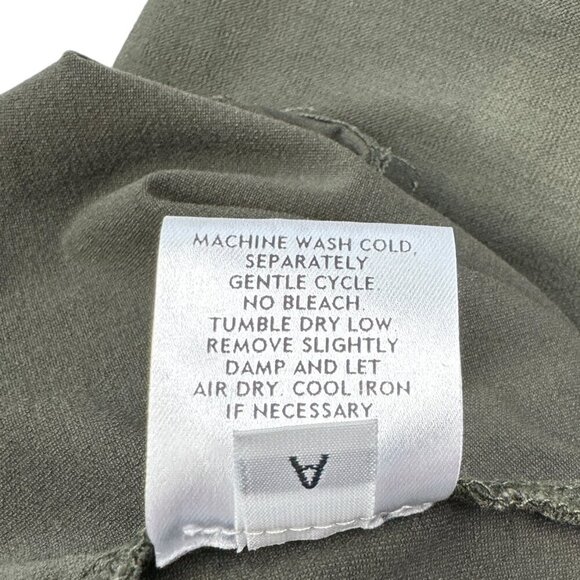 MACHINE WASH COLD,
SEPARATELY
GENTLE CYCLE.
NO BLEACH.
TUMBLE DRY LOW.
REMOVE SLIGHTLY
DAMP AND LET
AIR DRY. COOL IRON
IF NECESSARY.
A